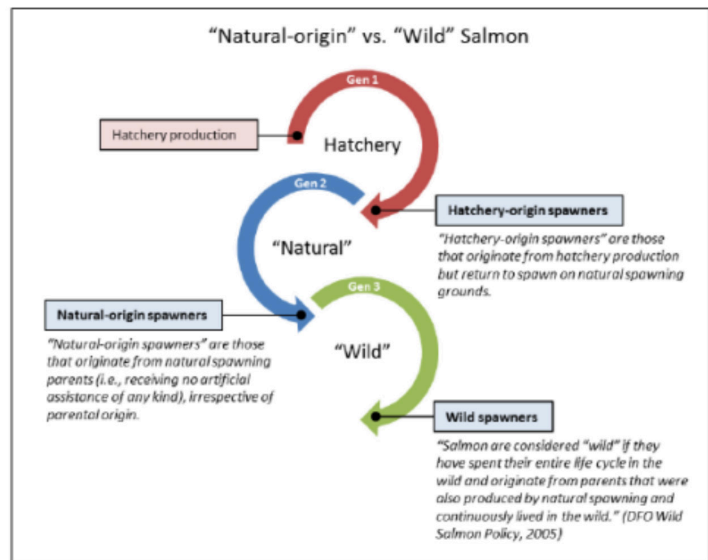 "Natural-origin" vs. "Wild" Salmon
Gen 1
Hatchery production
Hatchery
Gen 2
Hatchery-origin spawners
"Hatchery-origin spawners" are those
that originate from hatchery production
but return to spawn on natural spawning
grounds.
"Natural"
Gen 3
Natural-origin spawners
"Natural-origin spawners" are those
that originate from natural spawning
parents (i.e., receiving no artificial
assistance of any kind), irrespective of
parental origin.
"Wild"
Wild spawners
"Salmon are considered "wild" if they
have spent their entire life cycle in the
wild and originate from parents that were
also produced by natural spawning and
continuously lived in the wild." (DFO Wild
Salmon Policy, 2005)